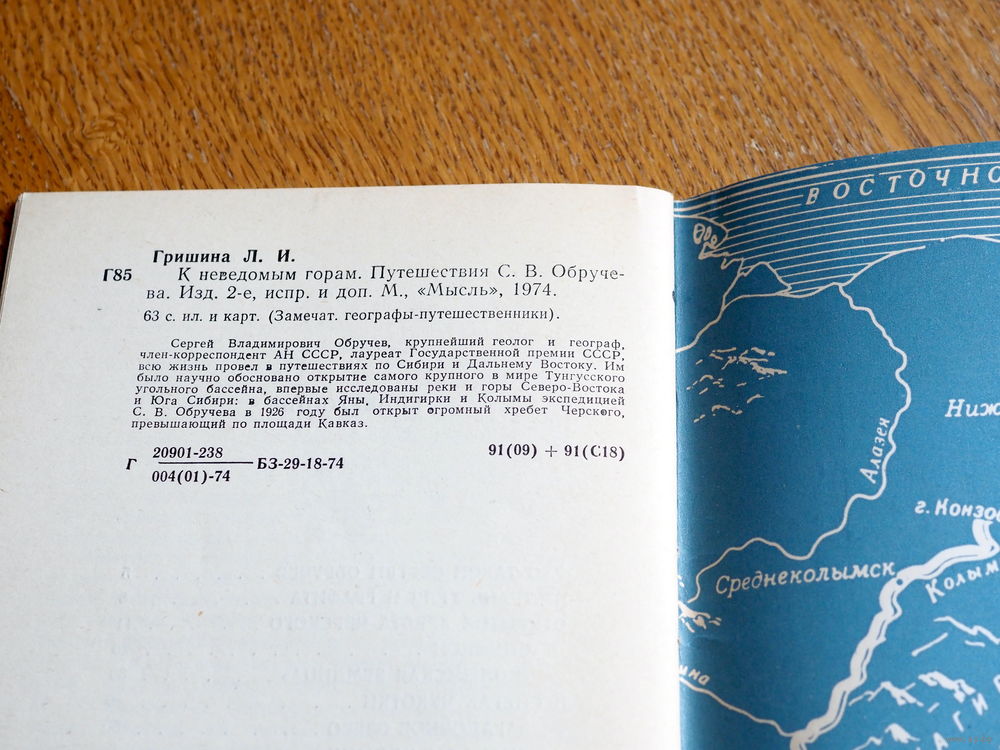 Гришина Л. И.
Г85 К неведомым горам. Путешествия С. В. Обруче-
ва. Изд. 2-е, испр. и доп. М., «Мысль», 1974.
63 с. ил. и карт. (Замечат. географы-путешественники).
Сергей Владимирович Обручев, крупнейший геолог и географ,
член-корреспондент АН СССР, лауреат Государственной премии СССР,
всю жизнь провел в путешествиях по Сибири и Дальнему Востоку. Им
было научно обосновано открытие самого крупного в мире Тунгусского
угольного бассейна, впервые исследованы реки и горы Северо-Востока
и Юга Сибири: в бассейнах Яны, Индигирки и Колымы экспедицией
С. В. Обручева в 1926 году был открыт огромный хребет Черского,
превышающий по площади Кавказ.
Г 20901-238 БЗ-29-18-74 91(09) + 91(С18)
004(01)-74
ВОСТОЧНО
Ниж
Алазея
г. Конзо
Среднеколымск
Колым